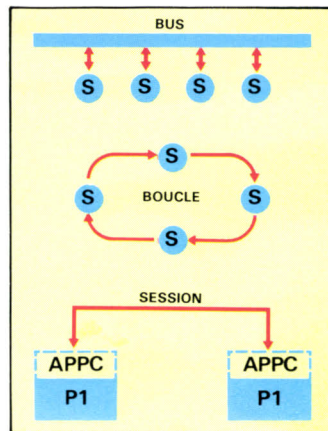 BUS
S S S S
S
S BOUCLE S
S
SESSION
APPC APPC
P1 P1